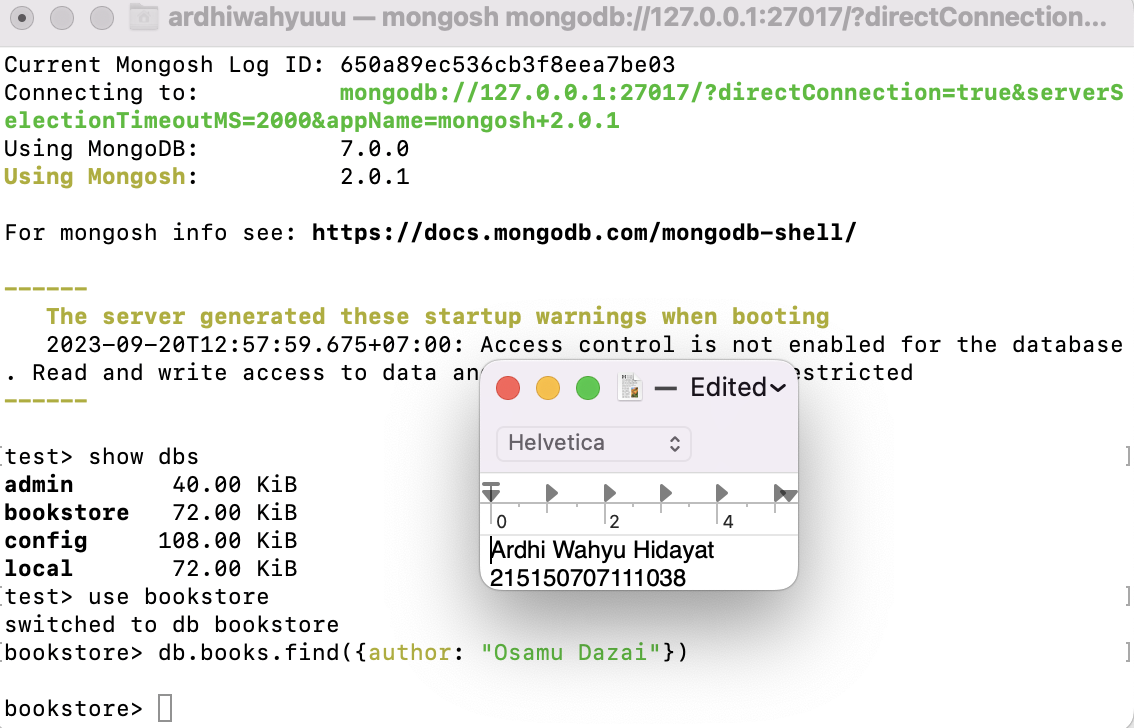 ardhiwahyuuu — mongosh mongodb://127.0.0.1:27017/?directConnection...
Current Mongosh Log ID: 650a89ec536cb3f8eea7be03
Connecting to: mongodb://127.0.0.1:27017/?directConnection=true&serverS
electionTimeoutMS=2000&appName=mongosh+2.0.1
Using MongoDB: 7.0.0
Using Mongosh: 2.0.1
For mongosh info see: https://docs.mongodb.com/mongodb-shell/
------
The server generated these startup warnings when booting
2023-09-20T12:57:59.675+07:00: Access control is not enabled for the database
. Read and write access to data an estricted
------
[test> show dbs ]
admin 40.00 KiB
bookstore 72.00 KiB
config 108.00 KiB
local 72.00 KiB
[test> use bookstore ]
switched to db bookstore
[bookstore> db.books.find({author: "Osamu Dazai"}) ]
bookstore>
— Edited
Helvetica
0 2 4
Ardhi Wahyu Hidayat
215150707111038